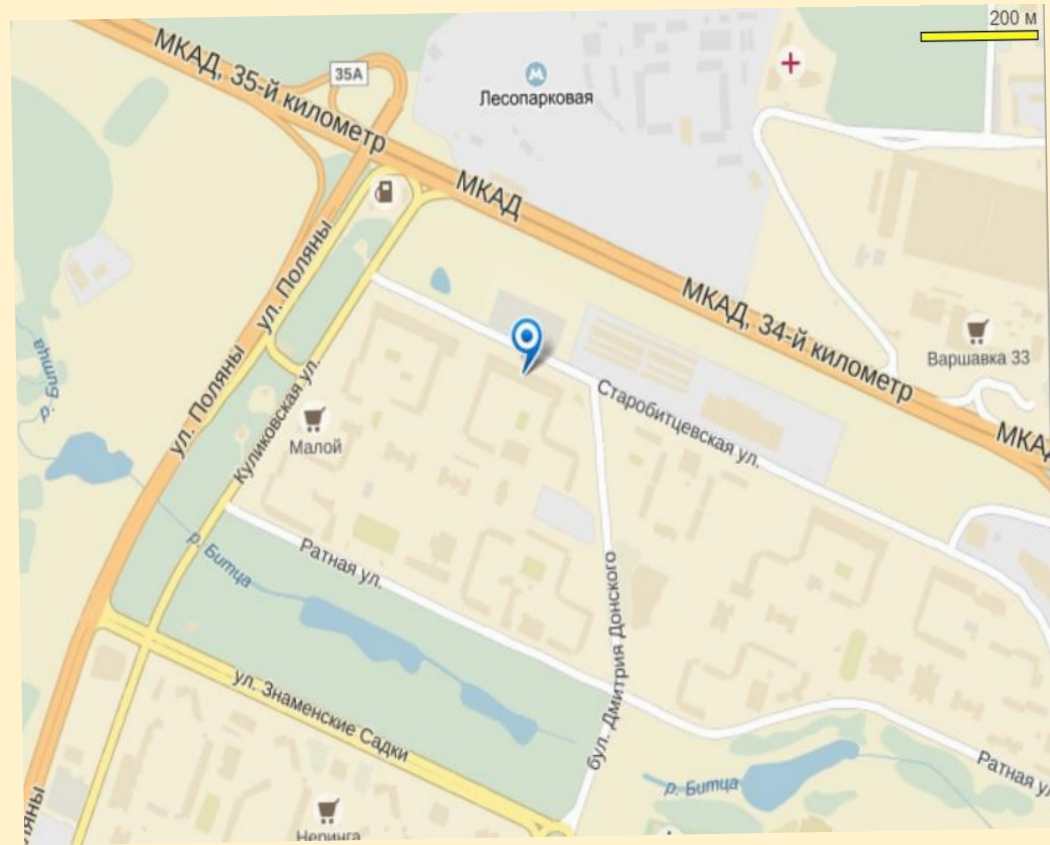 200 м
МКАД, 35-й километр
35А
Лесопарковая
МКАД
ул. Поляны
МКАД, 34-й километр
Варшавка 33
р. Битца
ул. Поляны
Куликовская ул.
Малой
Старобитцевская ул.
МКАД
р. Битца
Ратная ул.
бул. Дмитрия Донского
ул. Знаменские Садки
р. Битца
Ратная ул.
Неринга